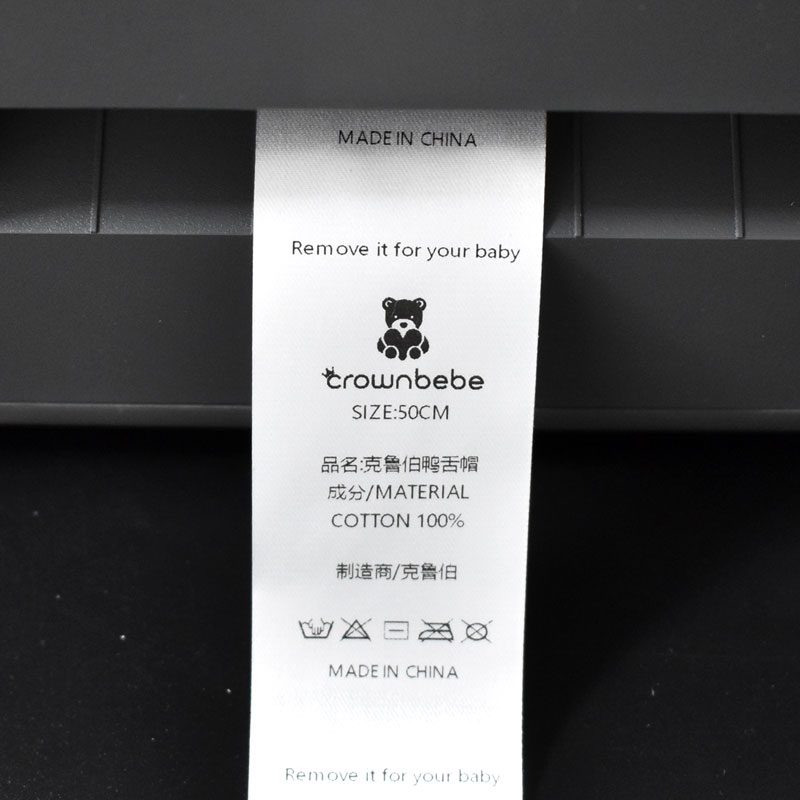 MADE IN CHINA
Remove it for your baby
crownbebe
SIZE:50CM
品名:克鲁伯鸭舌帽
成分/MATERIAL
COTTON 100%
制造商/克鲁伯
MADE IN CHINA
Remove it for your baby